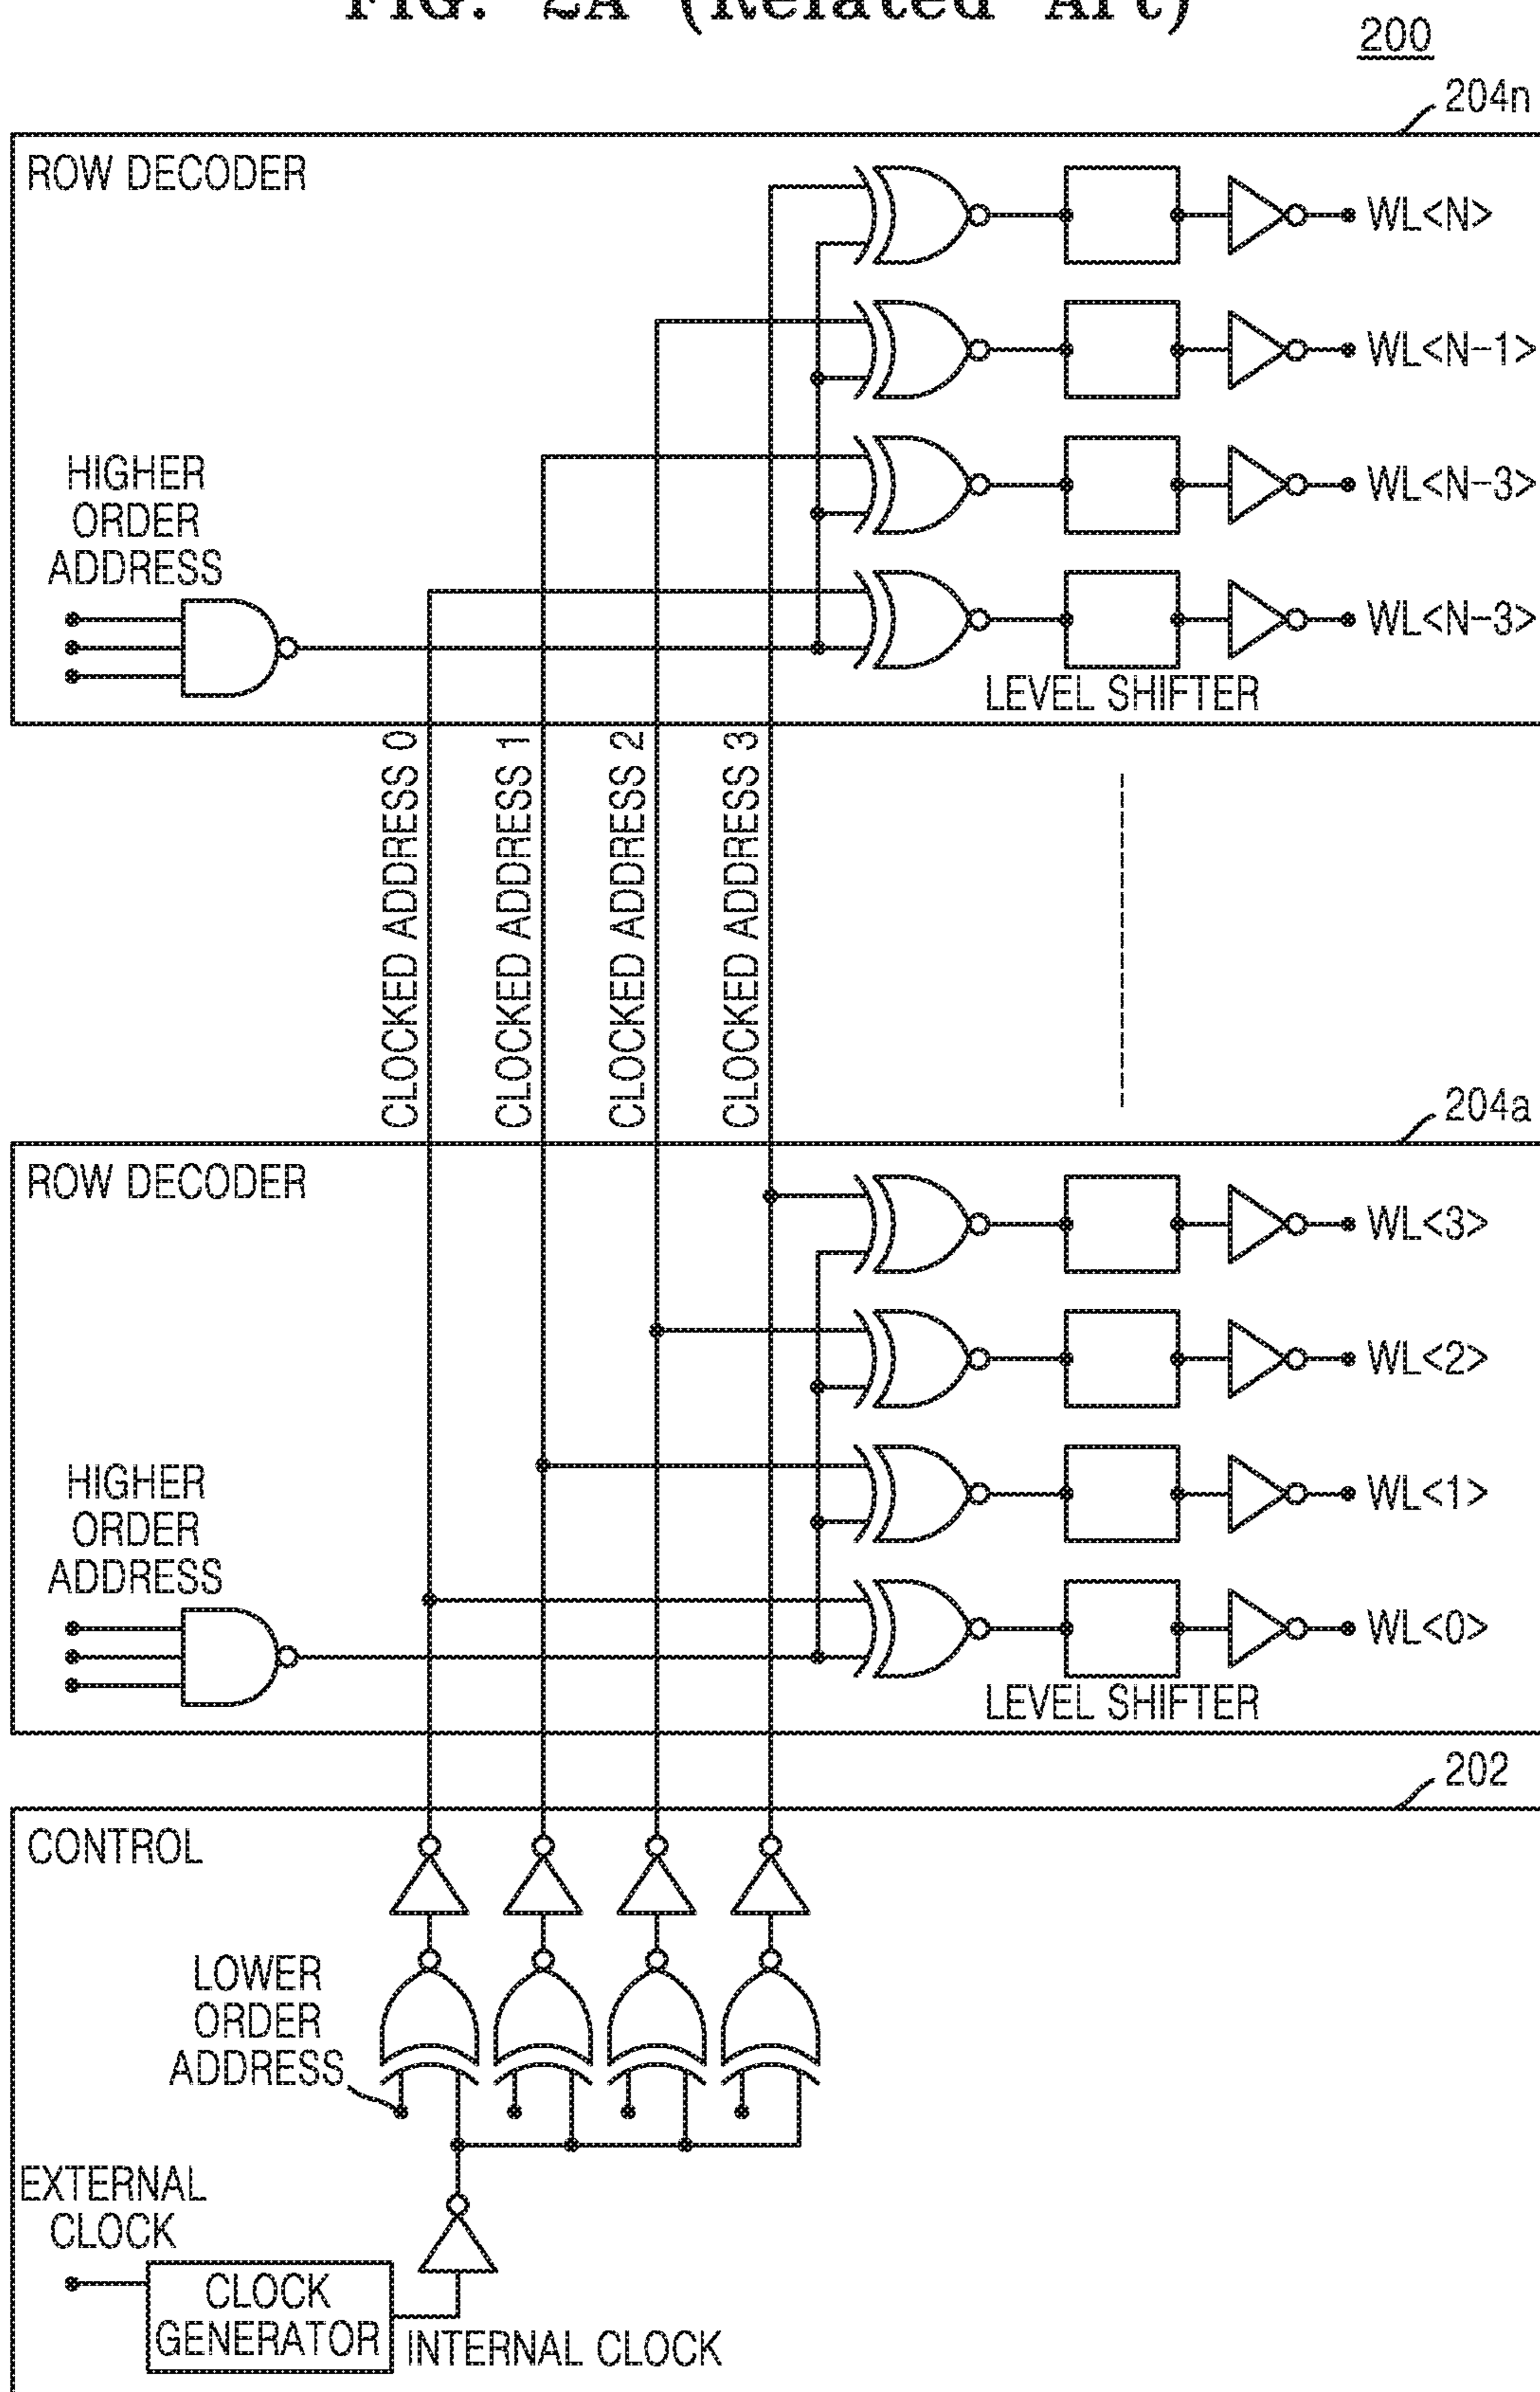 FIG. 2A (Related Art)
200
204n
ROW DECODER
WL<N>
WL<N-1>
WL<N-3>
WL<N-3>
HIGHER
ORDER
ADDRESS
LEVEL SHIFTER
CLOCKED ADDRESS 0
CLOCKED ADDRESS 1
CLOCKED ADDRESS 2
CLOCKED ADDRESS 3
204a
ROW DECODER
WL<3>
WL<2>
WL<1>
WL<0>
HIGHER
ORDER
ADDRESS
LEVEL SHIFTER
202
CONTROL
LOWER
ORDER
ADDRESS
EXTERNAL
CLOCK
CLOCK
GENERATOR
INTERNAL CLOCK